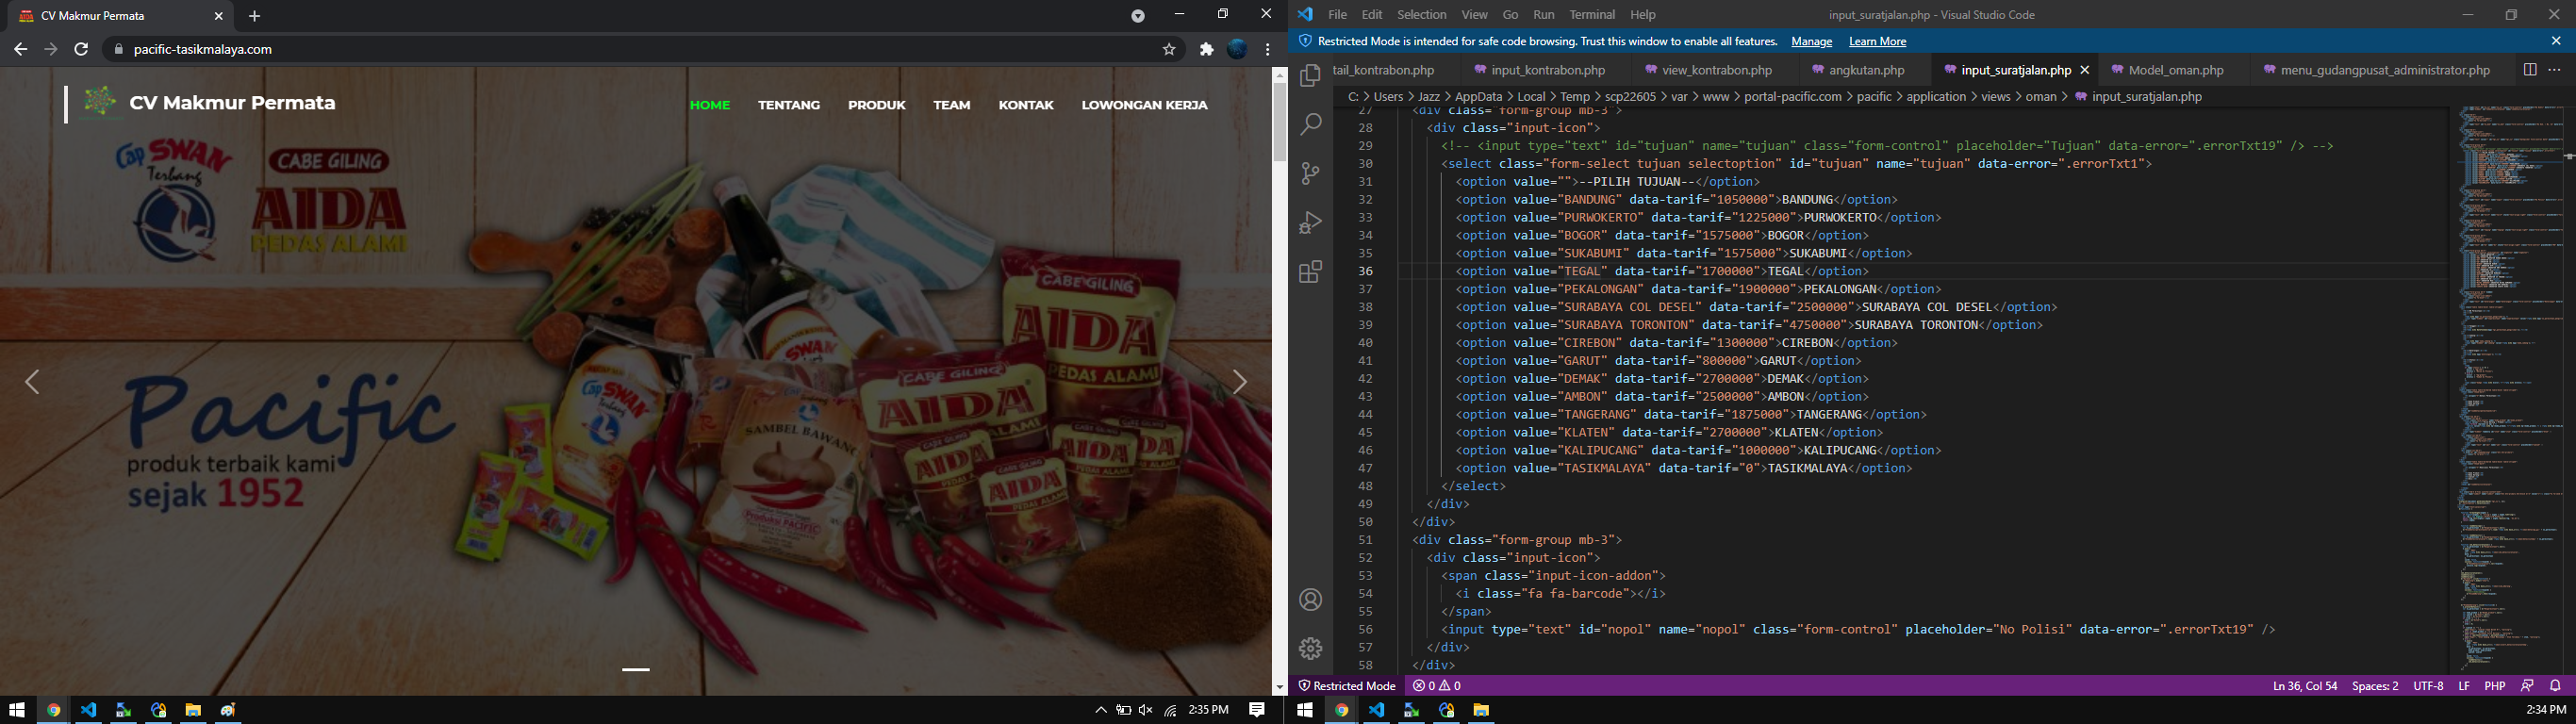 CV Makmur Permata
pacific-tasikmalaya.com
CV Makmur Permata
HOME TENTANG PRODUK TEAM KONTAK LOWONGAN KERJA
Cap SWAN Terbang
CABE GILING
AIDA
PEDAS ALAMI
CABE GILING
AIDA
PEDAS ALAMI
SWAN
CABE GILING
AIDA
PEDAS ALAMI
SAMBEL BAWANG
Produksi PACIFIC
AIDA
AIDA
AIDA
Pacific
produk terbaik kami
sejak 1952
2:35 PM
File Edit Selection View Go Run Terminal Help
input_suratjalan.php - Visual Studio Code
Restricted Mode is intended for safe code browsing. Trust this window to enable all features. Manage Learn More
tail_kontrabon.php input_kontrabon.php view_kontrabon.php angkutan.php input_suratjalan.php Model_oman.php menu_gudangpusat_administrator.php
C: > Users > Jazz > AppData > Local > Temp > scp22605 > var > www > portal-pacific.com > pacific > application > views > oman > input_suratjalan.php
27 <div class="form-group mb-3">
28 <div class="input-icon">
29 <!-- <input type="text" id="tujuan" name="tujuan" class="form-control" placeholder="Tujuan" data-error=".errorTxt19" /> -->
30 <select class="form-select tujuan selectoption" id="tujuan" name="tujuan" data-error=".errorTxt1">
31 <option value="">--PILIH TUJUAN--</option>
32 <option value="BANDUNG" data-tarif="1050000">BANDUNG</option>
33 <option value="PURWOKERTO" data-tarif="1225000">PURWOKERTO</option>
34 <option value="BOGOR" data-tarif="1575000">BOGOR</option>
35 <option value="SUKABUMI" data-tarif="1575000">SUKABUMI</option>
36 <option value="TEGAL" data-tarif="1700000">TEGAL</option>
37 <option value="PEKALONGAN" data-tarif="1900000">PEKALONGAN</option>
38 <option value="SURABAYA COL DESEL" data-tarif="2500000">SURABAYA COL DESEL</option>
39 <option value="SURABAYA TORONTON" data-tarif="4750000">SURABAYA TORONTON</option>
40 <option value="CIREBON" data-tarif="1300000">CIREBON</option>
41 <option value="GARUT" data-tarif="800000">GARUT</option>
42 <option value="DEMAK" data-tarif="2700000">DEMAK</option>
43 <option value="AMBON" data-tarif="2500000">AMBON</option>
44 <option value="TANGERANG" data-tarif="1875000">TANGERANG</option>
45 <option value="KLATEN" data-tarif="2700000">KLATEN</option>
46 <option value="KALIPUCANG" data-tarif="1000000">KALIPUCANG</option>
47 <option value="TASIKMALAYA" data-tarif="0">TASIKMALAYA</option>
48 </select>
49 </div>
50 </div>
51 <div class="form-group mb-3">
52 <div class="input-icon">
53 <span class="input-icon-addon">
54 <i class="fa fa-barcode"></i>
55 </span>
56 <input type="text" id="nopol" name="nopol" class="form-control" placeholder="No Polisi" data-error=".errorTxt19" />
57 </div>
58 </div>
Restricted Mode 0 0 Ln 36, Col 54 Spaces: 2 UTF-8 LF PHP
2:34 PM